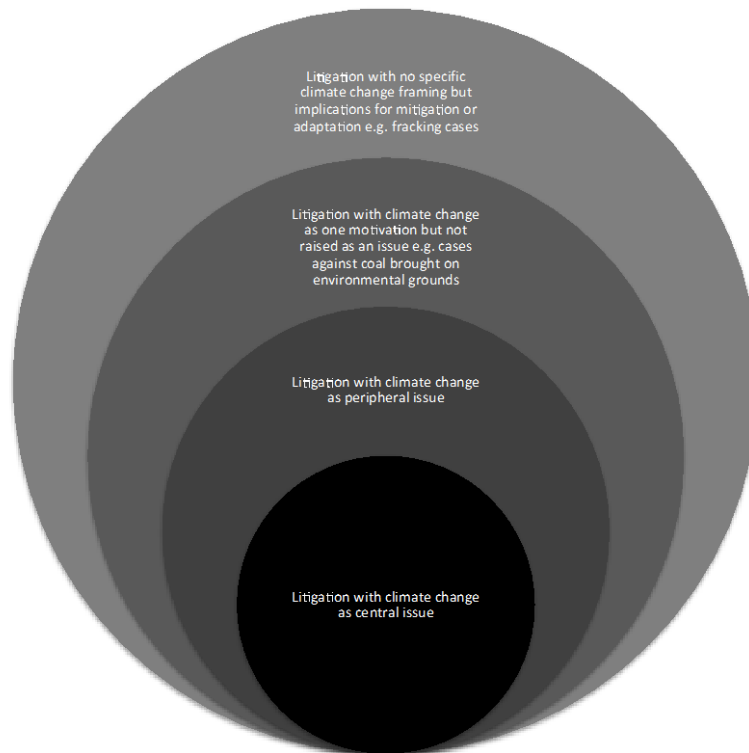 Litigation with no specific
climate change framing but
implications for mitigation or
adaptation e.g. fracking cases
Litigation with climate change
as one motivation but not
raised as an issue e.g. cases
against coal brought on
environmental grounds
Litigation with climate change
as peripheral issue
Litigation with climate change
as central issue